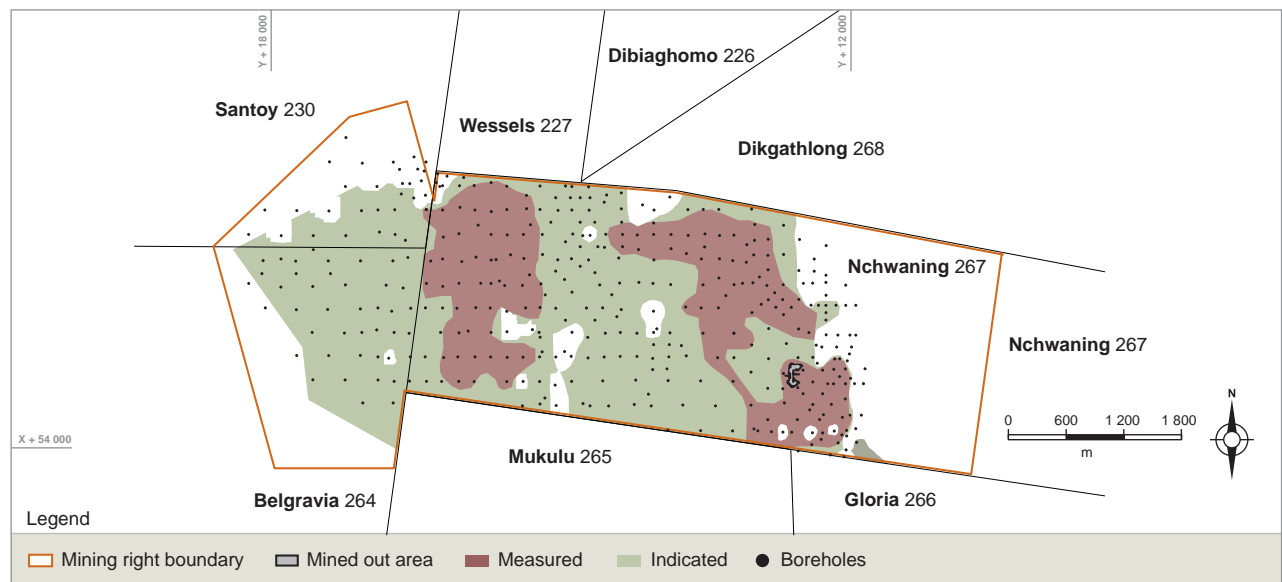 Y + 18 000
Y + 12 000
Dibiaghomo 226
Santoy 230
Wessels 227
Dikgathlong 268
Nchwaning 267
Nchwaning 267
N
0 600 1 200 1 800
m
X + 54 000
Mukulu 265
Belgravia 264
Gloria 266
Legend
Mining right boundary Mined out area Measured Indicated Boreholes